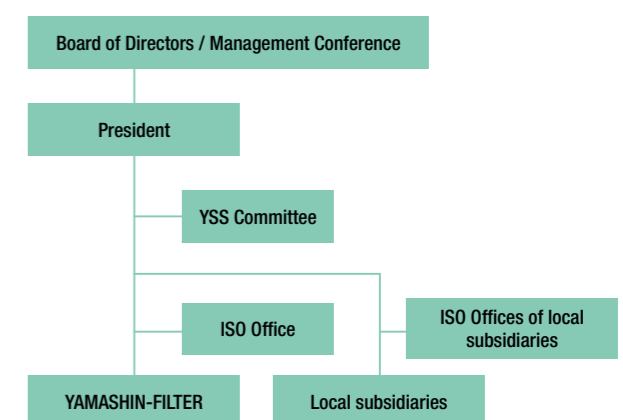 Board of Directors / Management Conference
President
YSS Committee
ISO Office
ISO Offices of local
subsidiaries
YAMASHIN-FILTER
Local subsidiaries